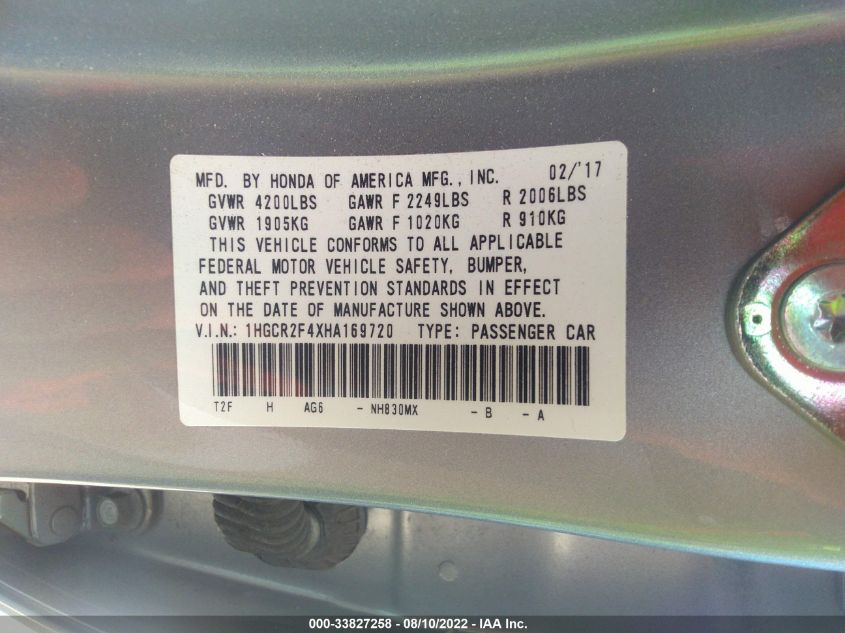 MFD. BY HONDA OF AMERICA MFG., INC. 02/'17
GVWR 4200LBS GAWR F 2249LBS R 2006LBS
GVWR 1905KG GAWR F 1020KG R 910KG
THIS VEHICLE CONFORMS TO ALL APPLICABLE
FEDERAL MOTOR VEHICLE SAFETY, BUMPER,
AND THEFT PREVENTION STANDARDS IN EFFECT
ON THE DATE OF MANUFACTURE SHOWN ABOVE.
V.I.N.: 1HGCR2F4XHA169720 TYPE: PASSENGER CAR
T2F H AG6 - NH830MX - B - A
000-33827258 - 08/10/2022 - IAA Inc.